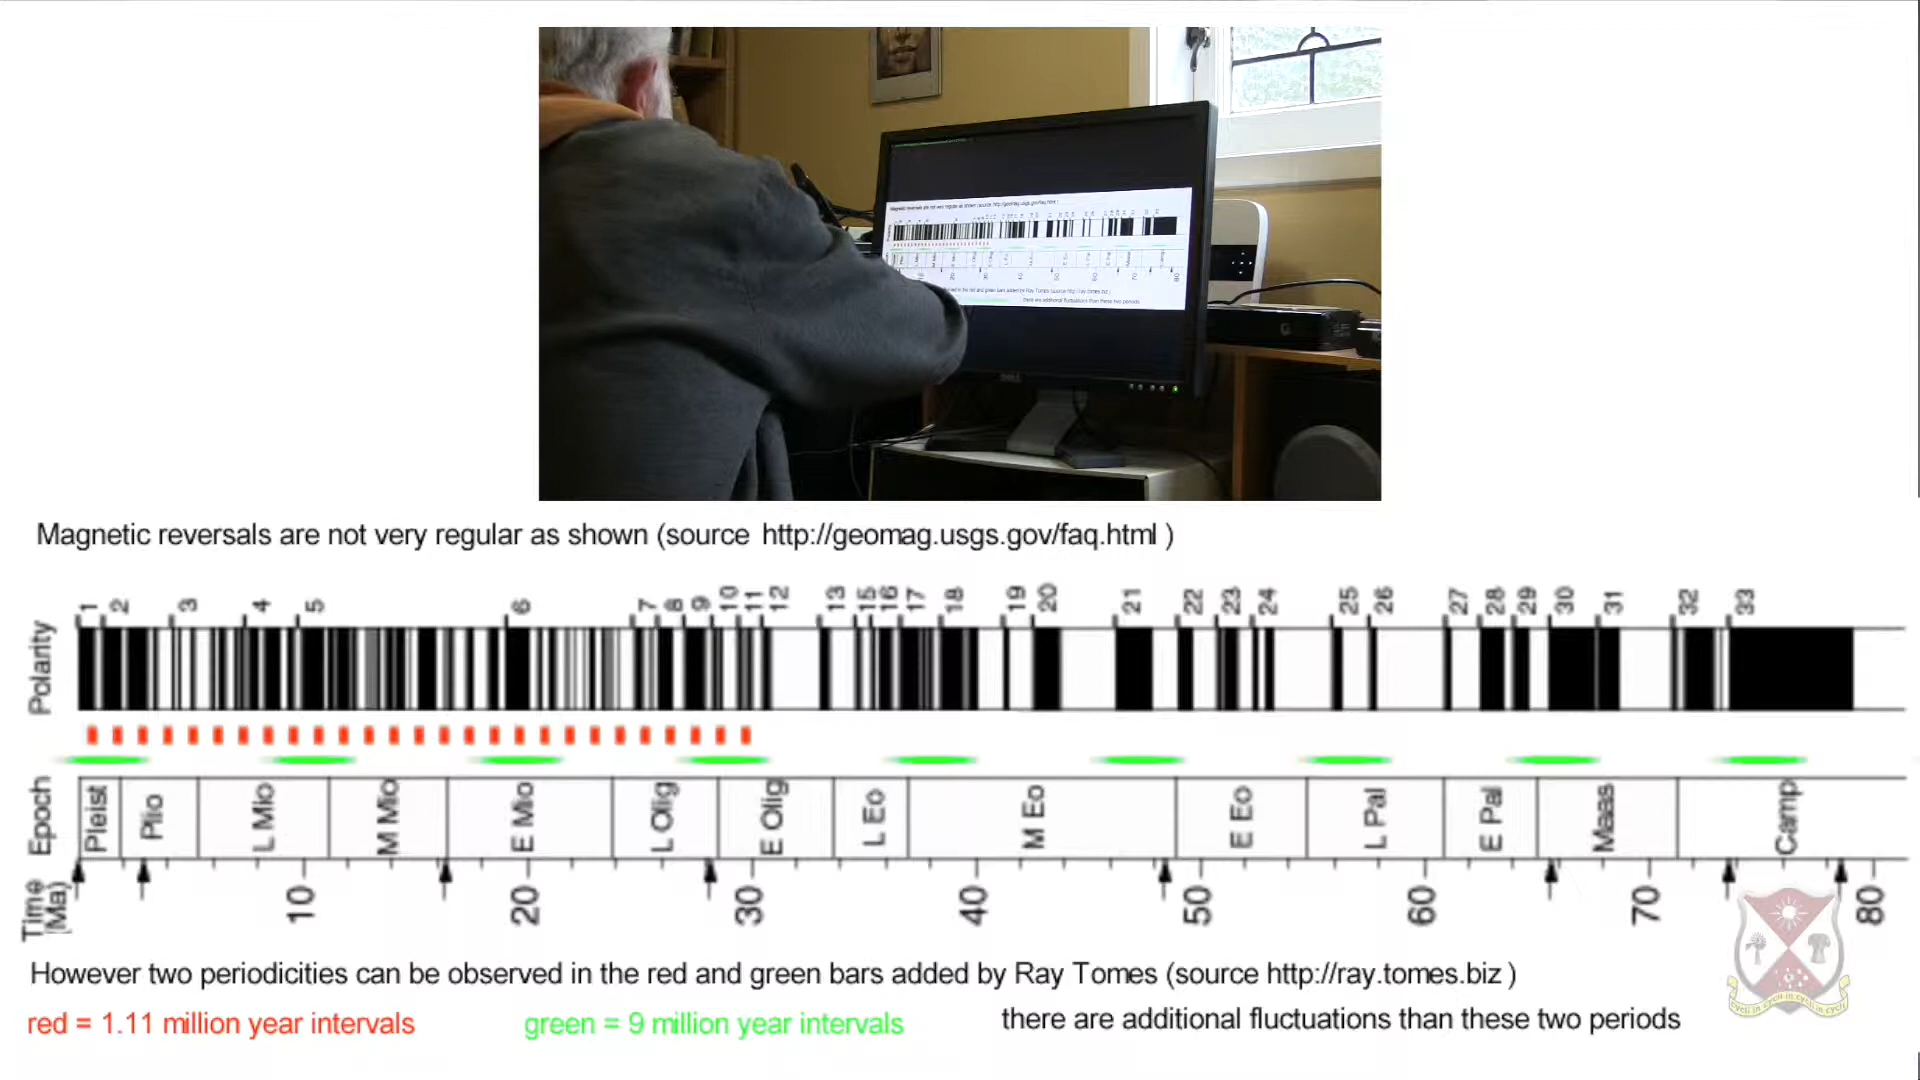 Magnetic reversals are not very regular as shown (source http://geomag.usgs.gov/faq.html )
1 2 3 4 5 6 7 8 9 10 11 12 13 15 16 17 18 19 20 21 22 23 24 25 26 27 28 29 30 31 32 33
Polarity
Epoch
Pleist
Plio
L Mio
M Mio
E Mio
L Olig
E Olig
L Eo
M Eo
E Eo
L Pal
E Pal
Maas
Camp
Time (Ma)
10 20 30 40 50 60 70 80
However two periodicities can be observed in the red and green bars added by Ray Tomes (source http://ray.tomes.biz )
red = 1.11 million year intervals
green = 9 million year intervals
there are additional fluctuations than these two periods